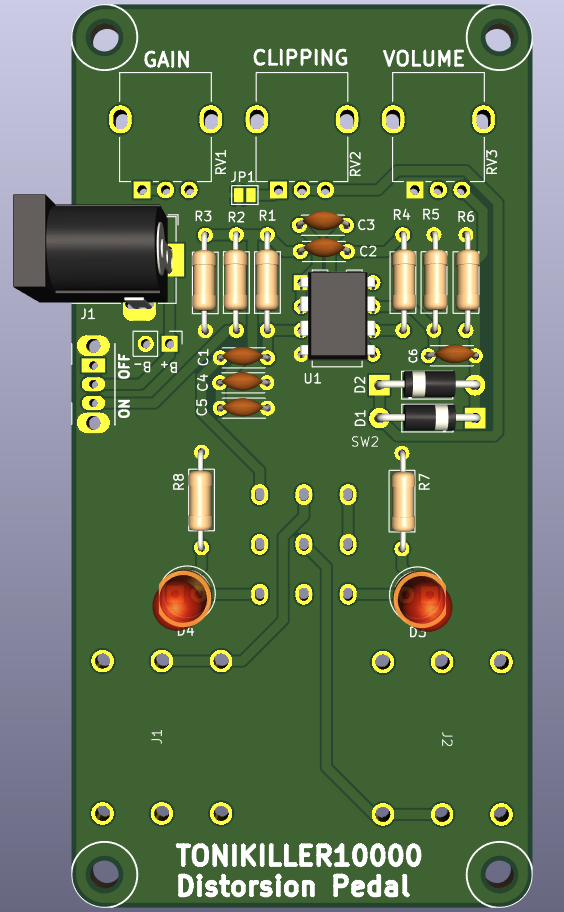 GAIN
CLIPPING
VOLUME
RV1
RV2
RV3
JP1
R3
R2
R1
C3
R4
R5
R6
C2
J1
U1
C1
C4
C5
C6
OFF
ON
B-
B+
D2
D1
SW2
R8
R7
D4
D3
J1
J2
TONIKILLER10000
Distorsion Pedal